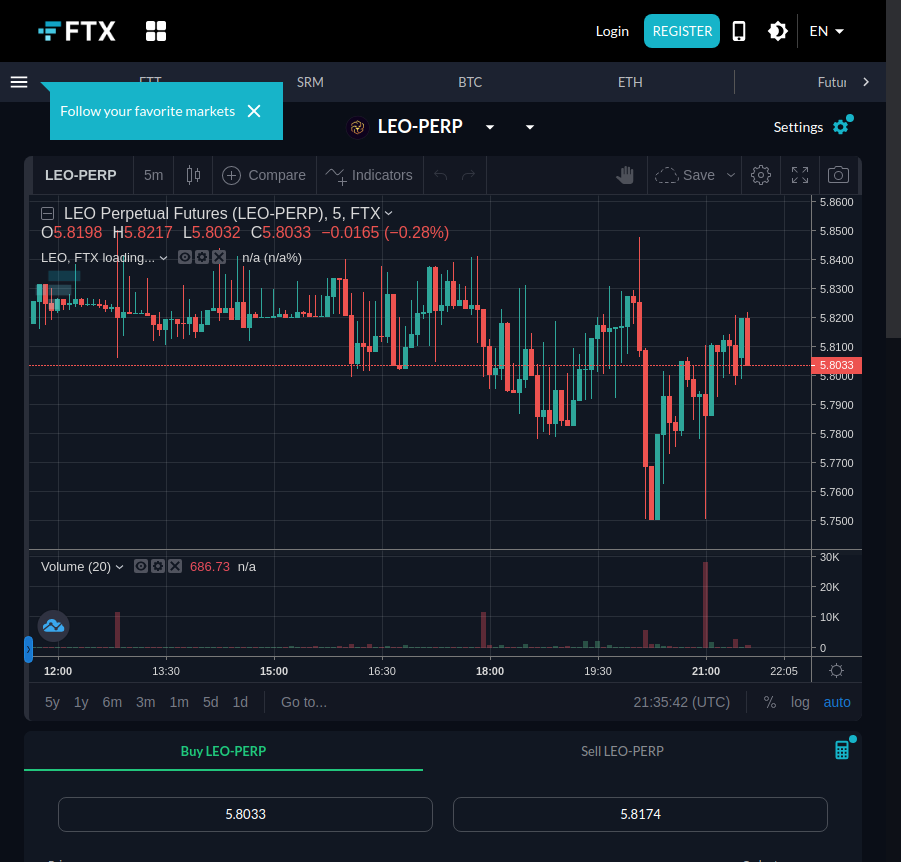 FTX
Login
REGISTER
EN
FTT
SRM
BTC
ETH
Futur
Follow your favorite markets
LEO-PERP
Settings
LEO-PERP
5m
Compare
Indicators
Save
LEO Perpetual Futures (LEO-PERP), 5, FTX
O5.8198 H5.8217 L5.8032 C5.8033 −0.0165 (−0.28%)
LEO, FTX loading...
n/a (n/a%)
5.8600
5.8500
5.8400
5.8300
5.8200
5.8100
5.8033
5.8000
5.7900
5.7800
5.7700
5.7600
5.7500
Volume (20)
686.73 n/a
30K
20K
10K
0
12:00 13:30 15:00 16:30 18:00 19:30 21:00 22:05
5y 1y 6m 3m 1m 5d 1d Go to...
21:35:42 (UTC) % log auto
Buy LEO-PERP
Sell LEO-PERP
5.8033
5.8174